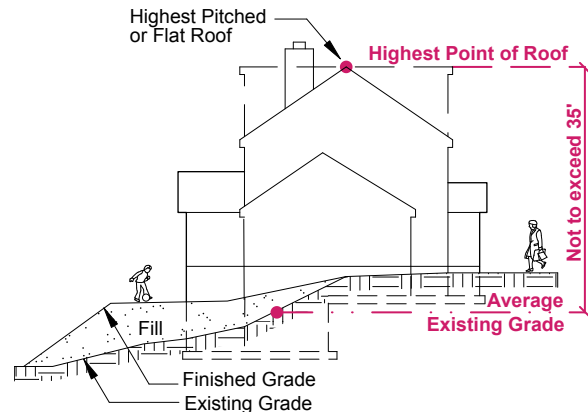 Highest Pitched
or Flat Roof
Highest Point of Roof
Not to exceed 35'
Average
Existing Grade
Fill
Finished Grade
Existing Grade